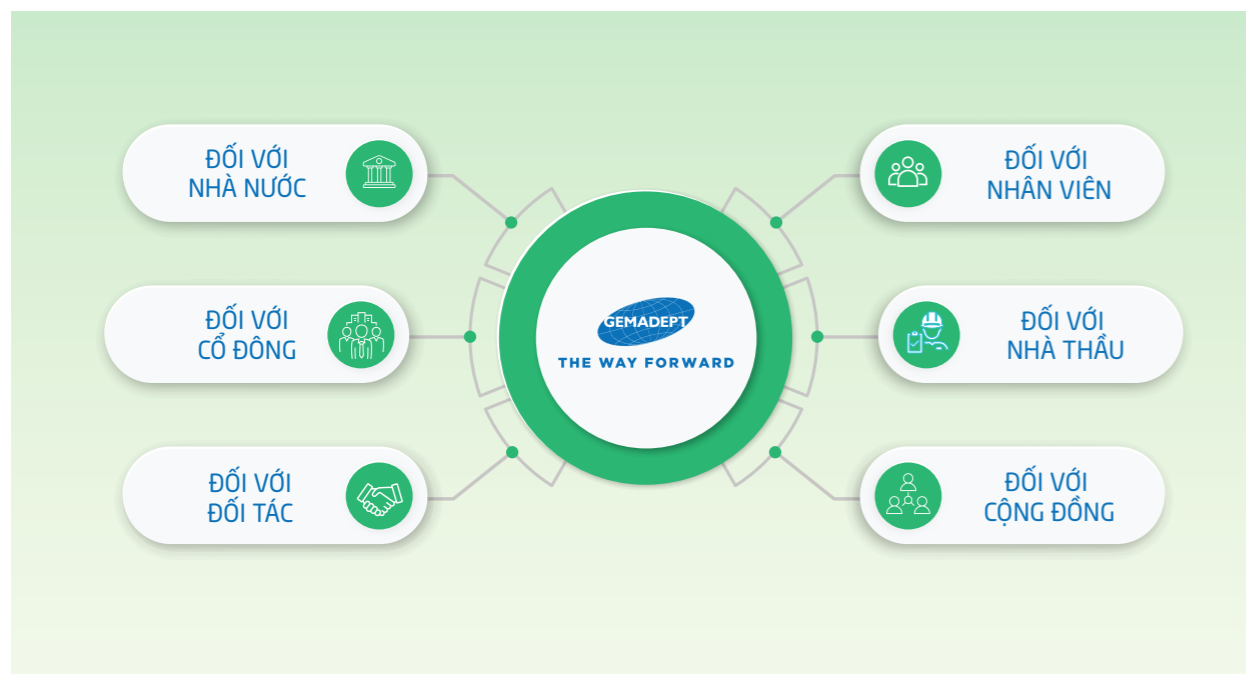 ĐỐI VỚI
NHÀ NƯỚC
ĐỐI VỚI
CỔ ĐÔNG
ĐỐI VỚI
ĐỐI TÁC
GEMADEPT
THE WAY FORWARD
ĐỐI VỚI
NHÂN VIÊN
ĐỐI VỚI
NHÀ THẦU
ĐỐI VỚI
CỘNG ĐỒNG